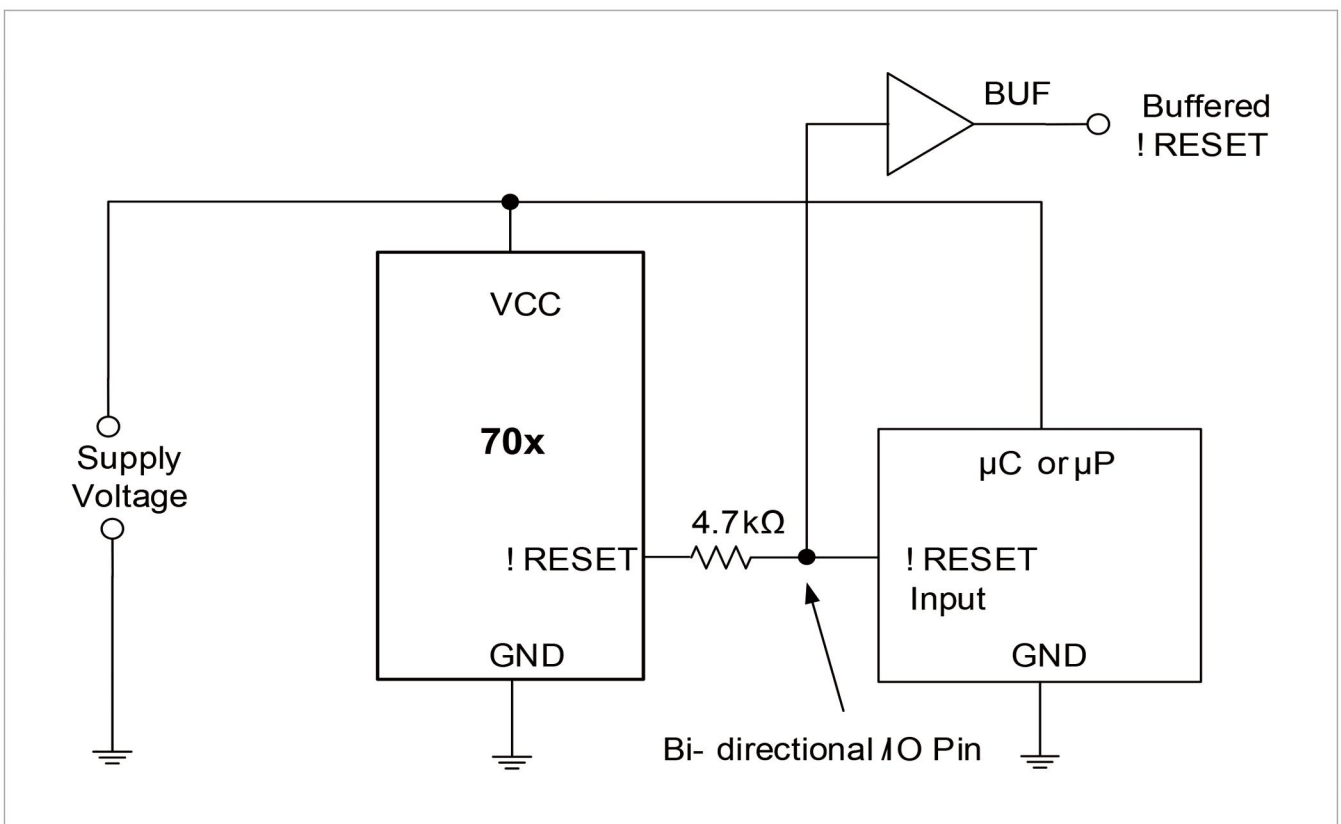 BUF
Buffered
! RESET
VCC
70x
Supply
Voltage
µC or µP
4.7kΩ
! RESET
! RESET
Input
GND
GND
Bi- directional I/O Pin